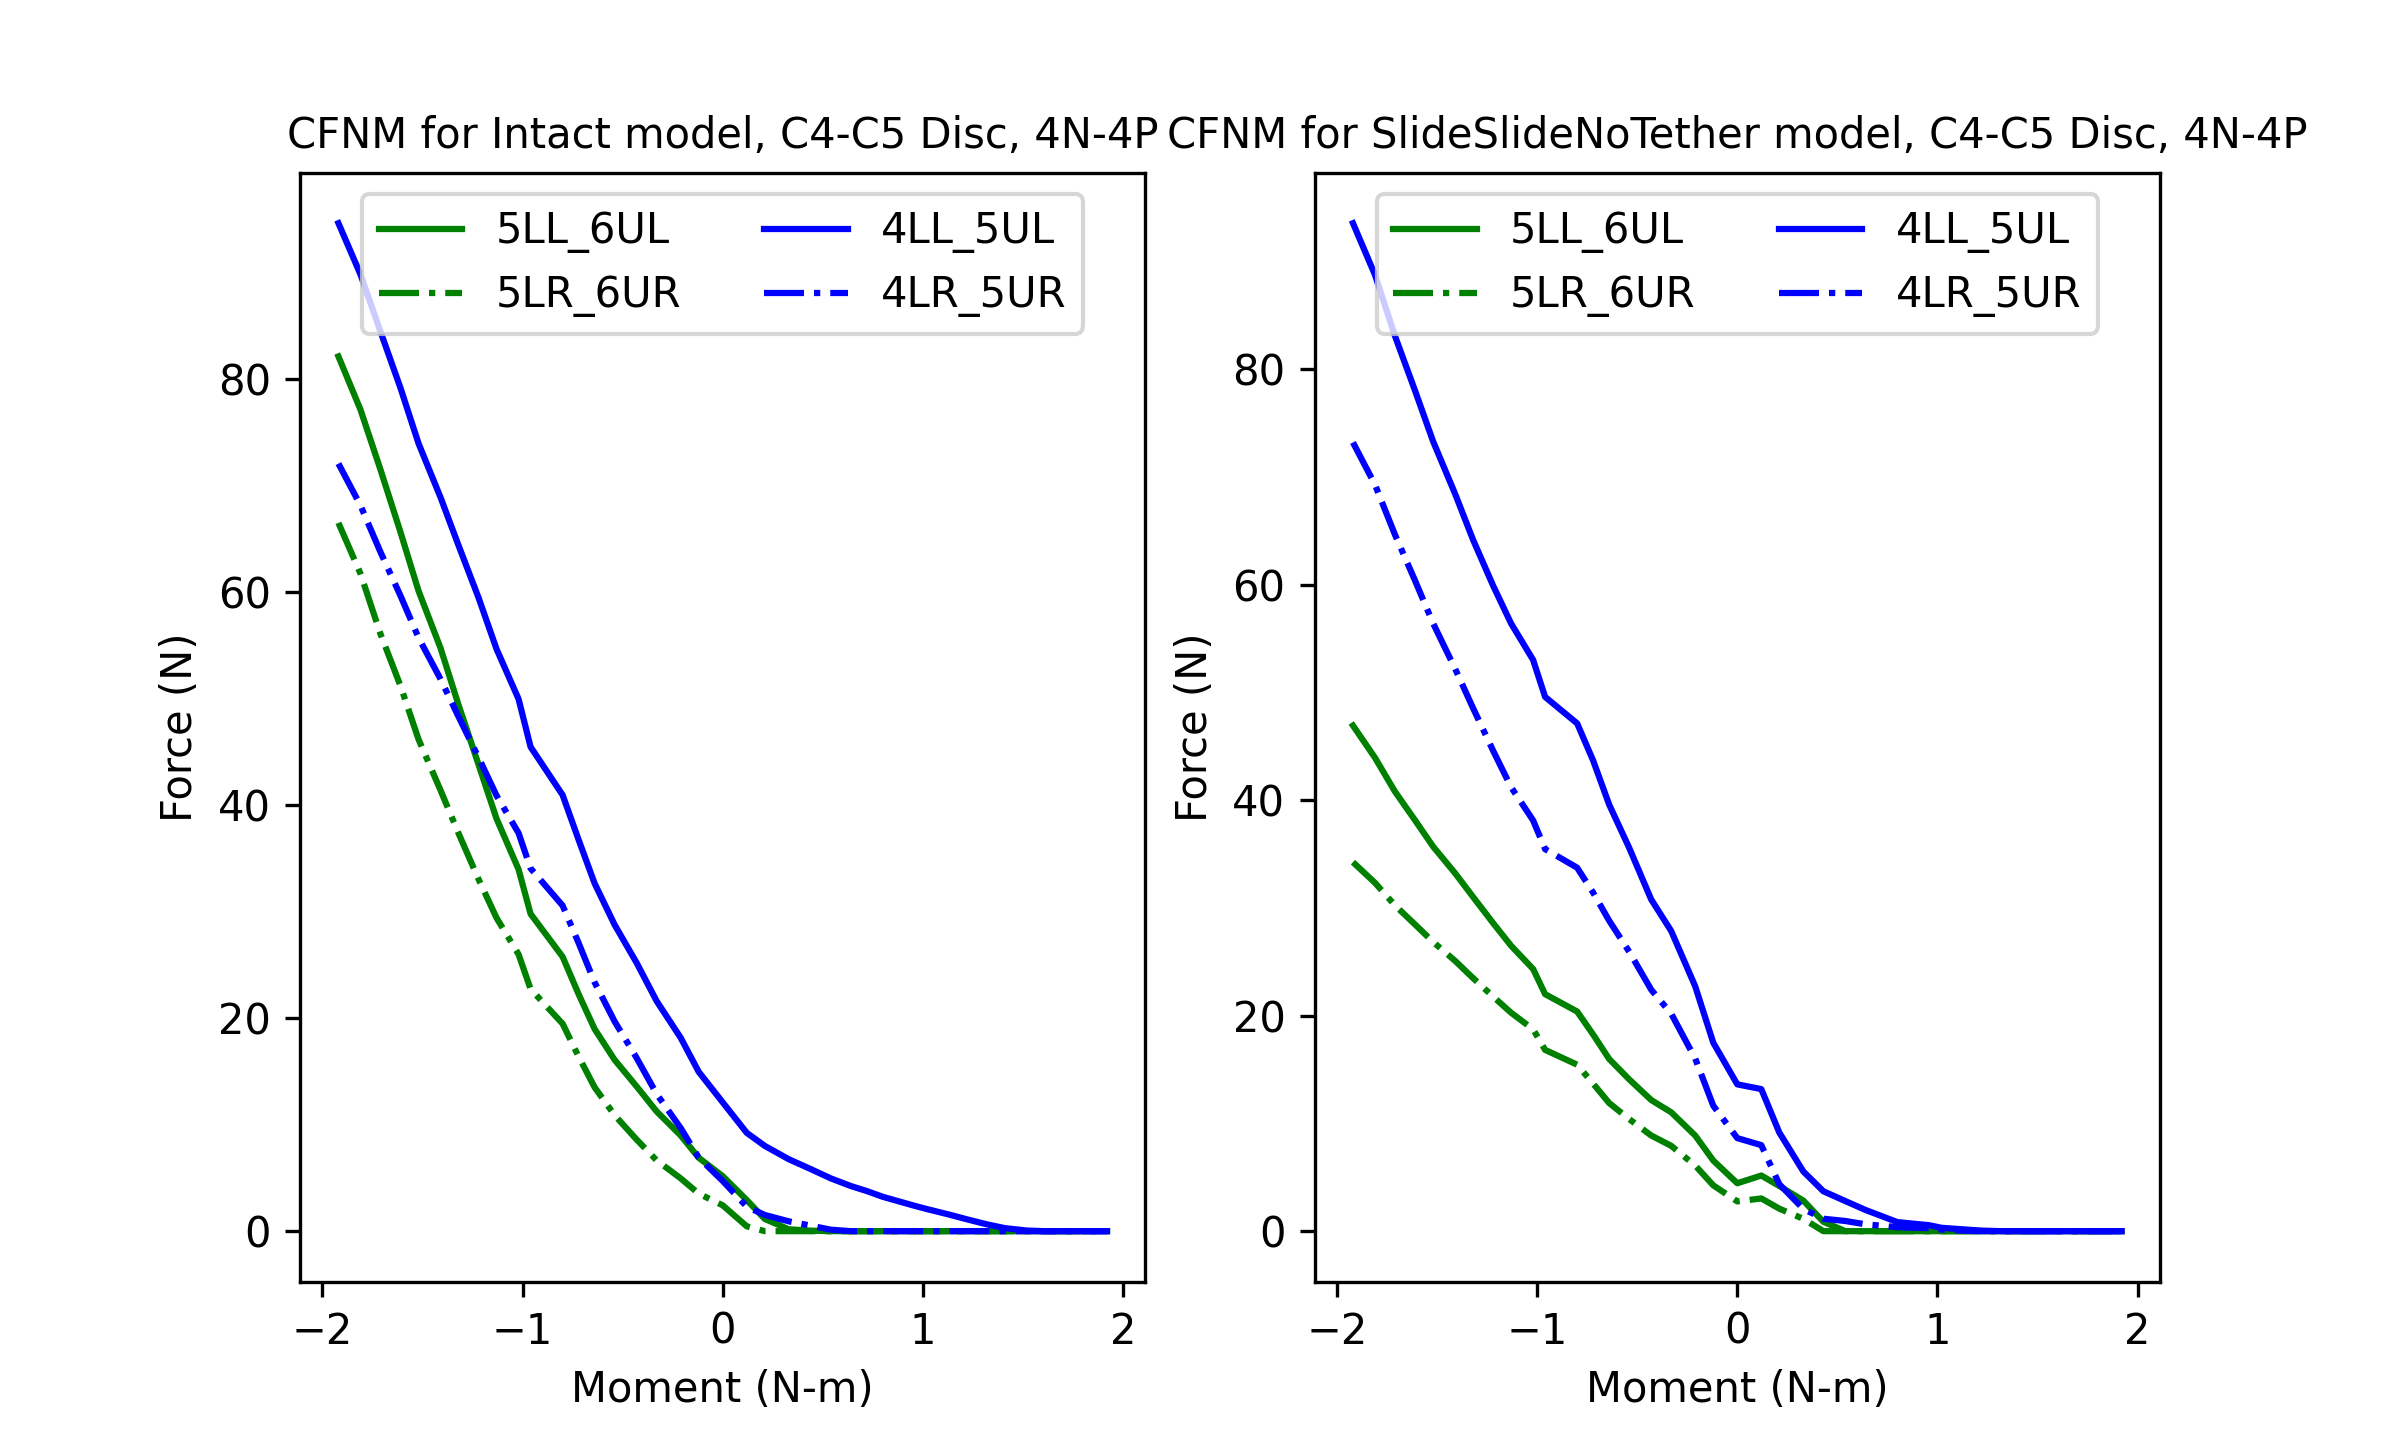 CFNM for Intact model, C4-C5 Disc, 4N-4P
5LL_6UL
4LL_5UL
5LR_6UR
4LR_5UR
80
60
40
20
0
Force (N)
−2
−1
0
1
2
Moment (N-m)
CFNM for SlideSlideNoTether model, C4-C5 Disc, 4N-4P
5LL_6UL
4LL_5UL
5LR_6UR
4LR_5UR
80
60
40
20
0
Force (N)
−2
−1
0
1
2
Moment (N-m)